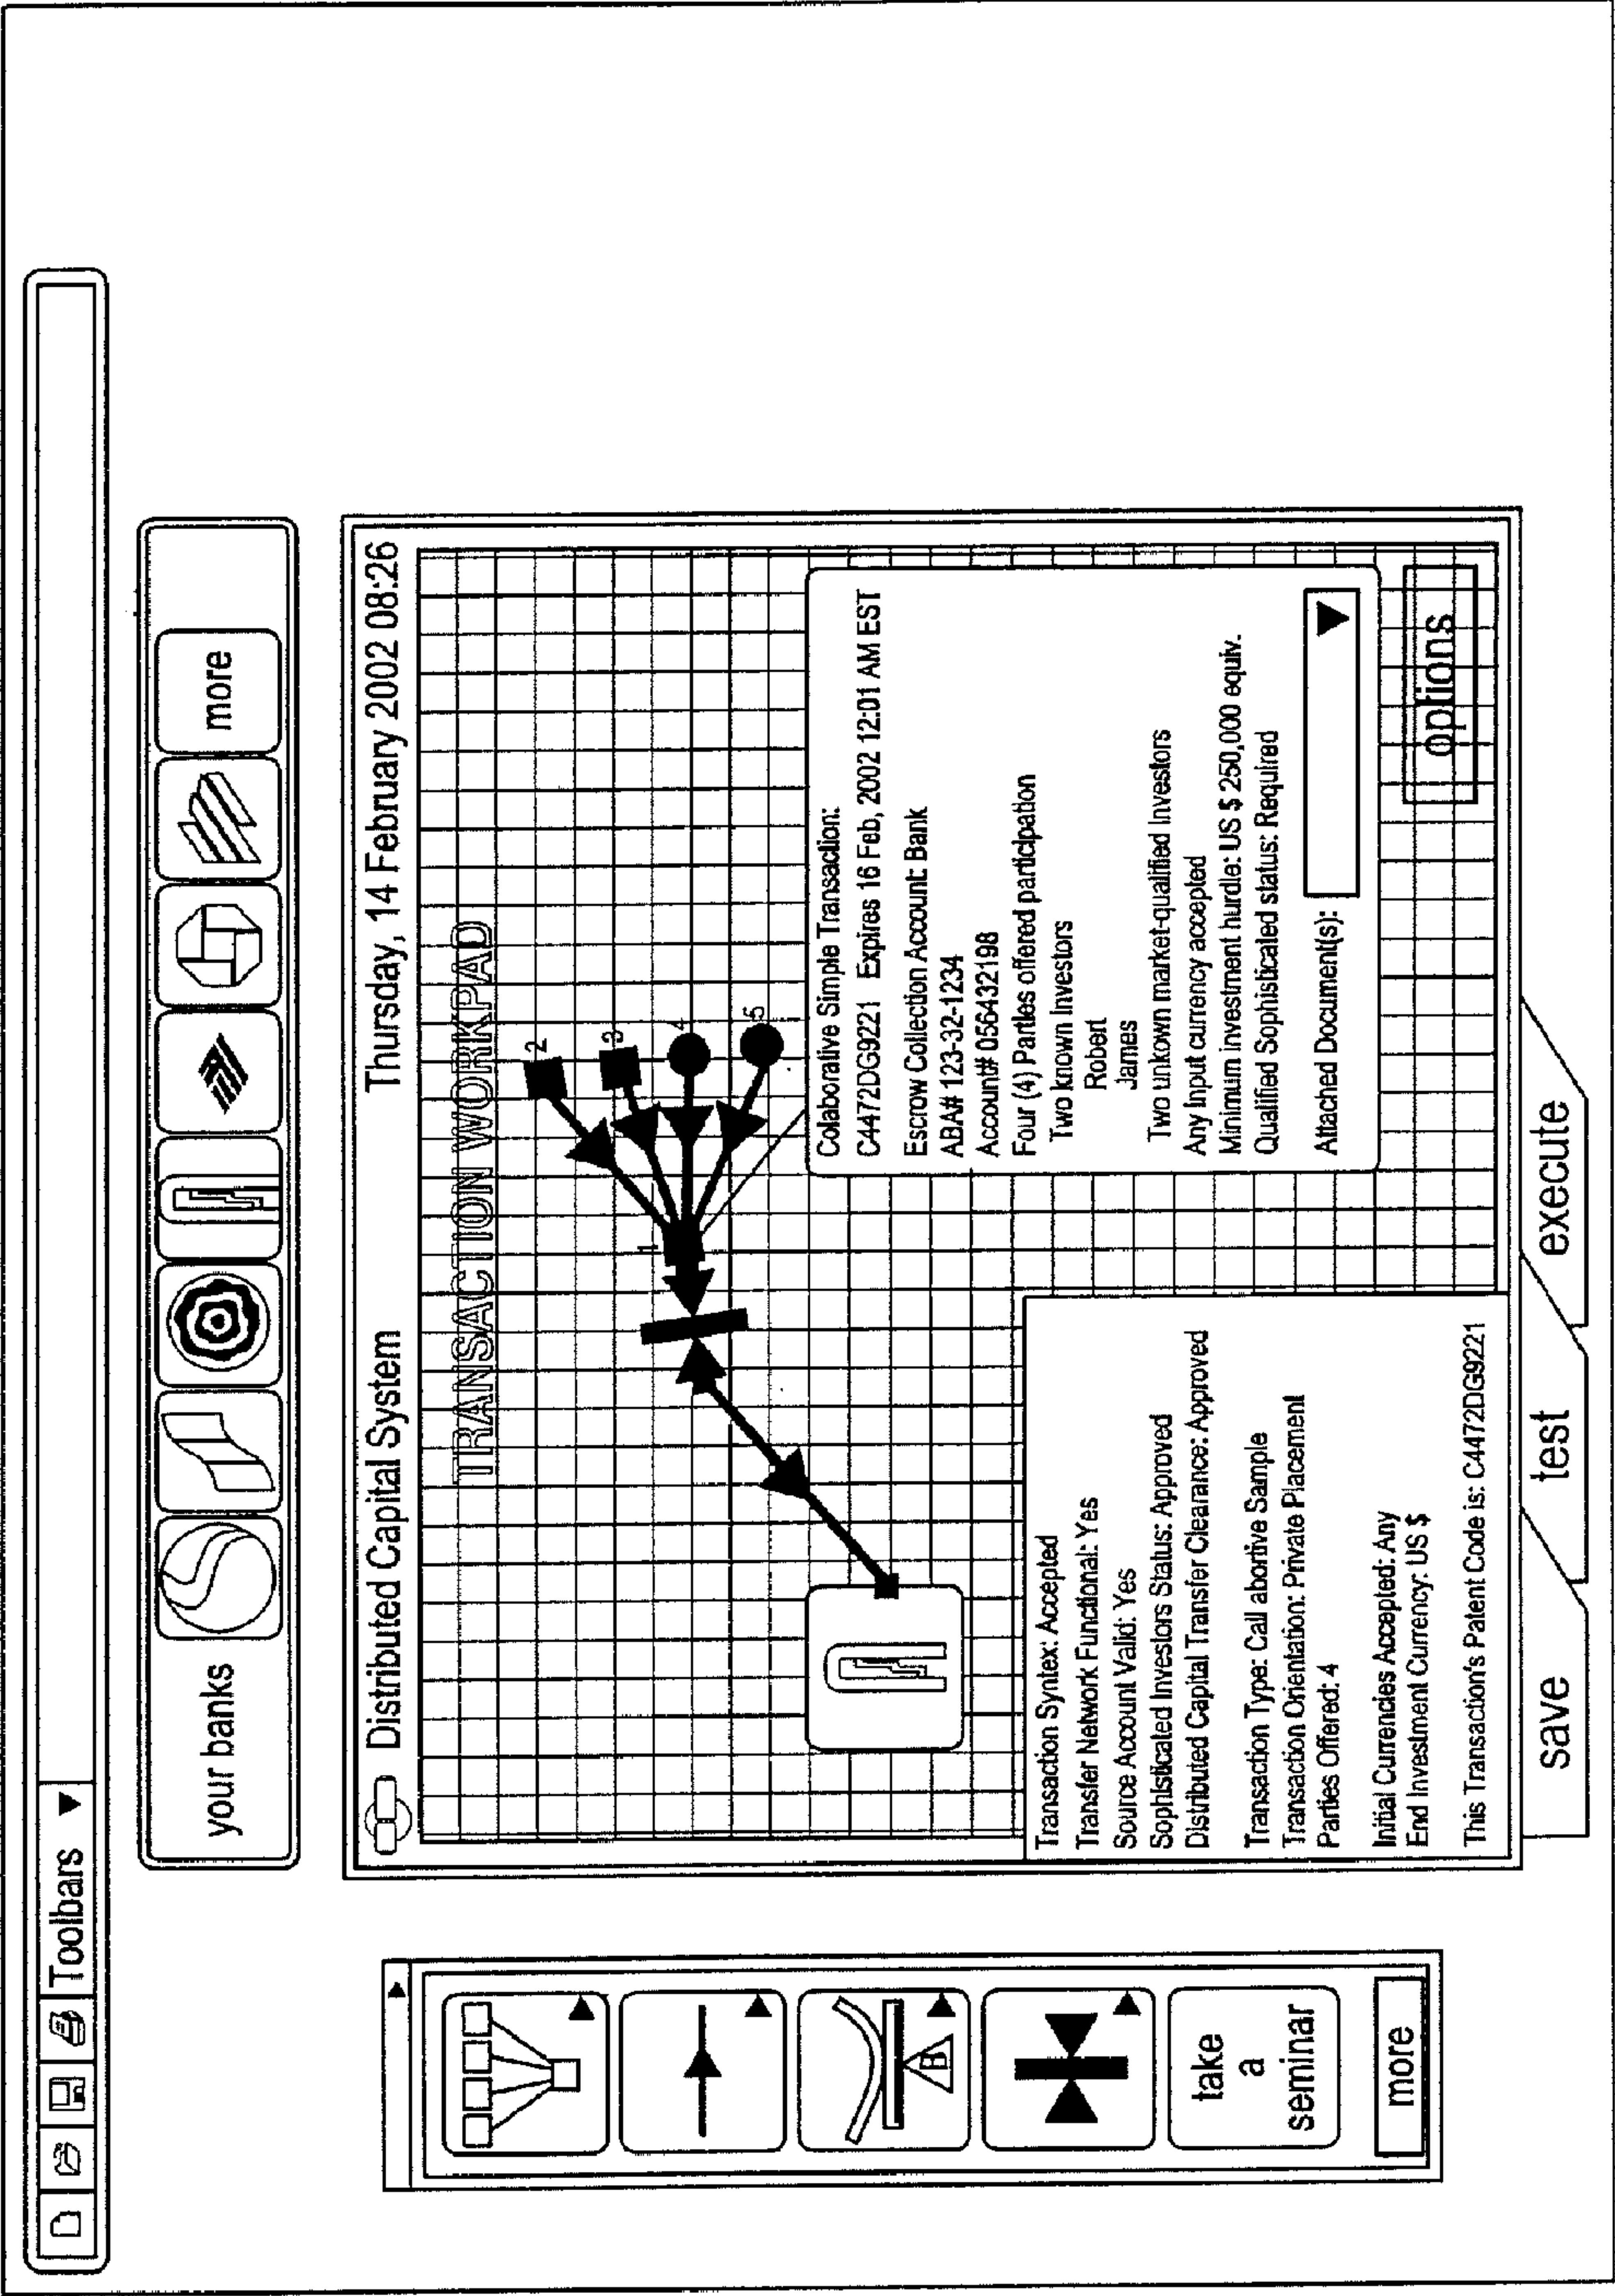 Toolbars
your banks
more
Distributed Capital System
Thursday, 14 February 2002 08:26
TRANSACTION WORKPAD
1
2
3
4
5
Colaborative Simple Transaction:
C4472DG9221 Expires 16 Feb, 2002 12:01 AM EST
Escrow Collection Account: Bank
ABA# 123-32-1234
Account# 056432198
Four (4) Parties offered participation
Two known Investors
Robert
James
Two unkown market-qualified Investors
Any Input currency accepted
Minimum investment hurdle: US $ 250,000 equiv.
Qualified Sophisticaled status: Required
Attached Document(s):
options
Transaction Syntex: Accepted
Transfer Network Functional: Yes
Source Account Valid: Yes
Sophisticated Investors Status: Approved
Distributed Capital Transfer Clearance: Approved
Transaction Type: Call abortive Sample
Transaction Orientation: Private Placement
Parties Offered: 4
Initial Currencies Accepted: Any
End Investment Currency: US $
This Transaction's Patent Code is: C4472DG9221
B
take
a
seminar
more
save
test
execute